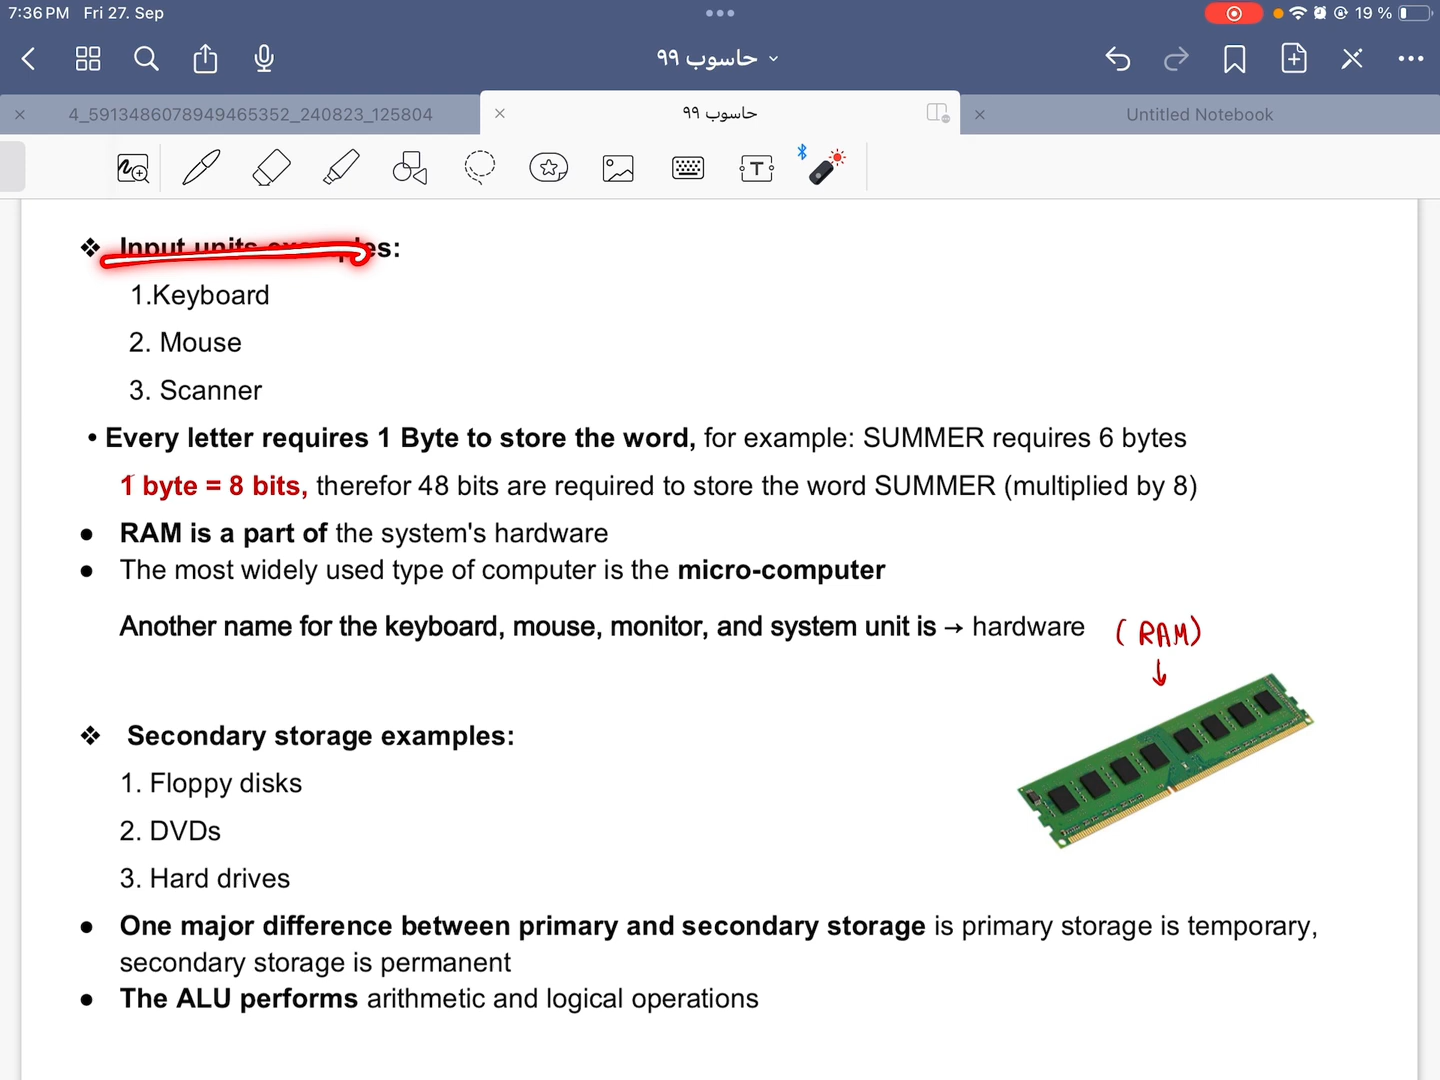 7:36 PM Fri 27. Sep
19 %
حاسوب ٩٩
4_5913486078949465352_240823_125804
حاسوب ٩٩
Untitled Notebook
❖ Input units examples:
1.Keyboard
2. Mouse
3. Scanner
• Every letter requires 1 Byte to store the word, for example: SUMMER requires 6 bytes
1 byte = 8 bits, therefor 48 bits are required to store the word SUMMER (multiplied by 8)
● RAM is a part of the system's hardware
● The most widely used type of computer is the micro-computer
Another name for the keyboard, mouse, monitor, and system unit is → hardware
(RAM)
❖ Secondary storage examples:
1. Floppy disks
2. DVDs
3. Hard drives
● One major difference between primary and secondary storage is primary storage is temporary,
secondary storage is permanent
● The ALU performs arithmetic and logical operations